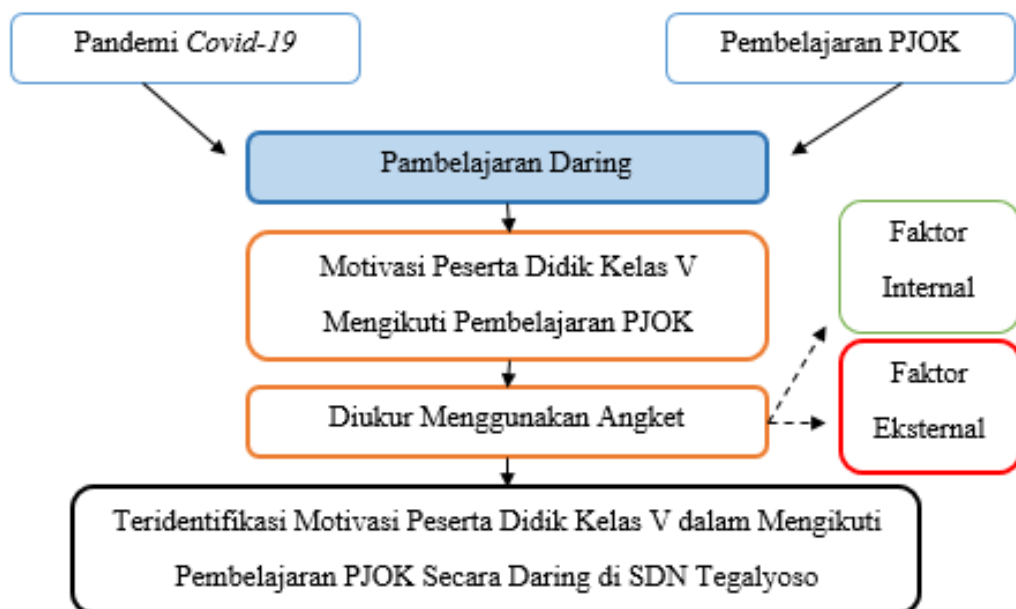 Pandemi Covid-19
Pembelajaran PJOK
Pambelajaran Daring
Motivasi Peserta Didik Kelas V
Mengikuti Pembelajaran PJOK
Faktor
Internal
Diukur Menggunakan Angket
Faktor
Eksternal
Teridentifikasi Motivasi Peserta Didik Kelas V dalam Mengikuti
Pembelajaran PJOK Secara Daring di SDN Tegalyoso